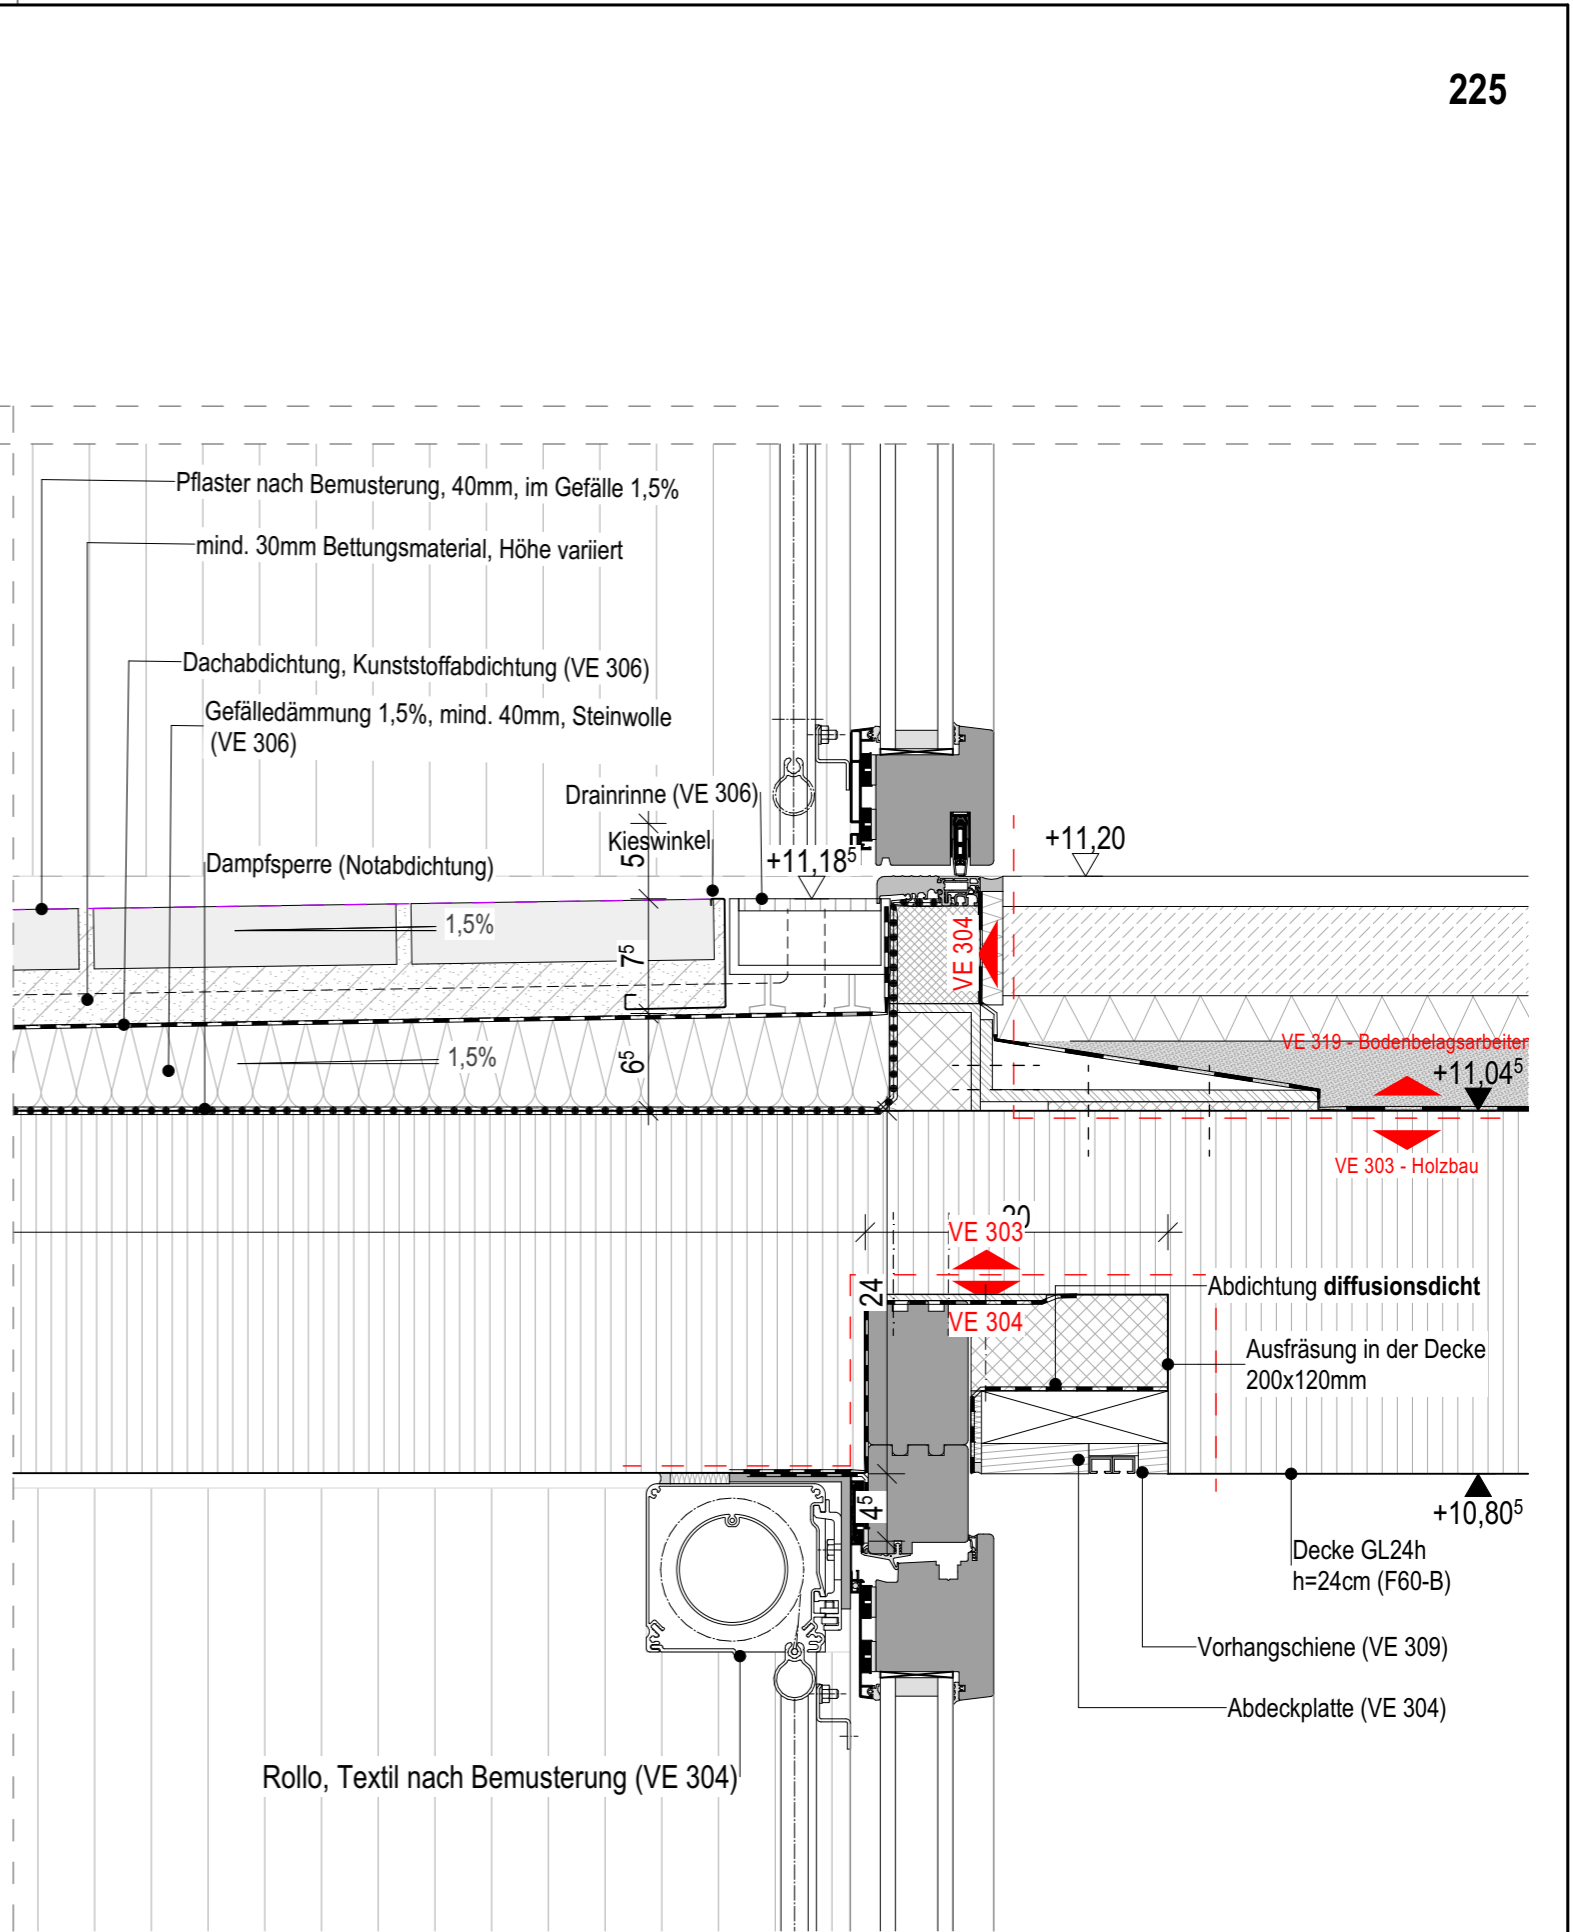 225
Pflaster nach Bemusterung, 40mm, im Gefälle 1,5%
mind. 30mm Bettungsmaterial, Höhe variiert
Dachabdichtung, Kunststoffabdichtung (VE 306)
Gefälledämmung 1,5%, mind. 40mm, Steinwolle
(VE 306)
Drainrinne (VE 306)
Kieswinkel
5
+11,18⁵
+11,20
Dampfsperre (Notabdichtung)
1,5%
7⁵
VE 304
1,5%
6⁵
VE 319 - Bodenbelagsarbeiten
+11,04⁵
VE 303 - Holzbau
20
VE 303
24
VE 304
Abdichtung diffusionsdicht
Ausfräsung in der Decke
200x120mm
4⁵
+10,80⁵
Decke GL24h
h=24cm (F60-B)
Vorhangschiene (VE 309)
Abdeckplatte (VE 304)
Rollo, Textil nach Bemusterung (VE 304)